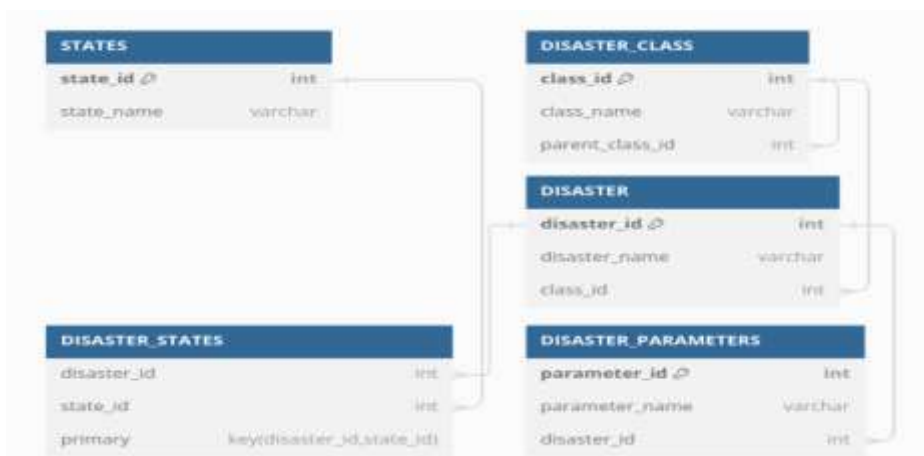 STATES
state_id int
state_name varchar
DISASTER_CLASS
class_id int
class_name varchar
parent_class_id int
DISASTER
disaster_id int
disaster_name varchar
class_id int
DISASTER_STATES
disaster_id int
state_id int
primary key(disaster_id,state_id)
DISASTER_PARAMETERS
parameter_id int
parameter_name varchar
disaster_id int